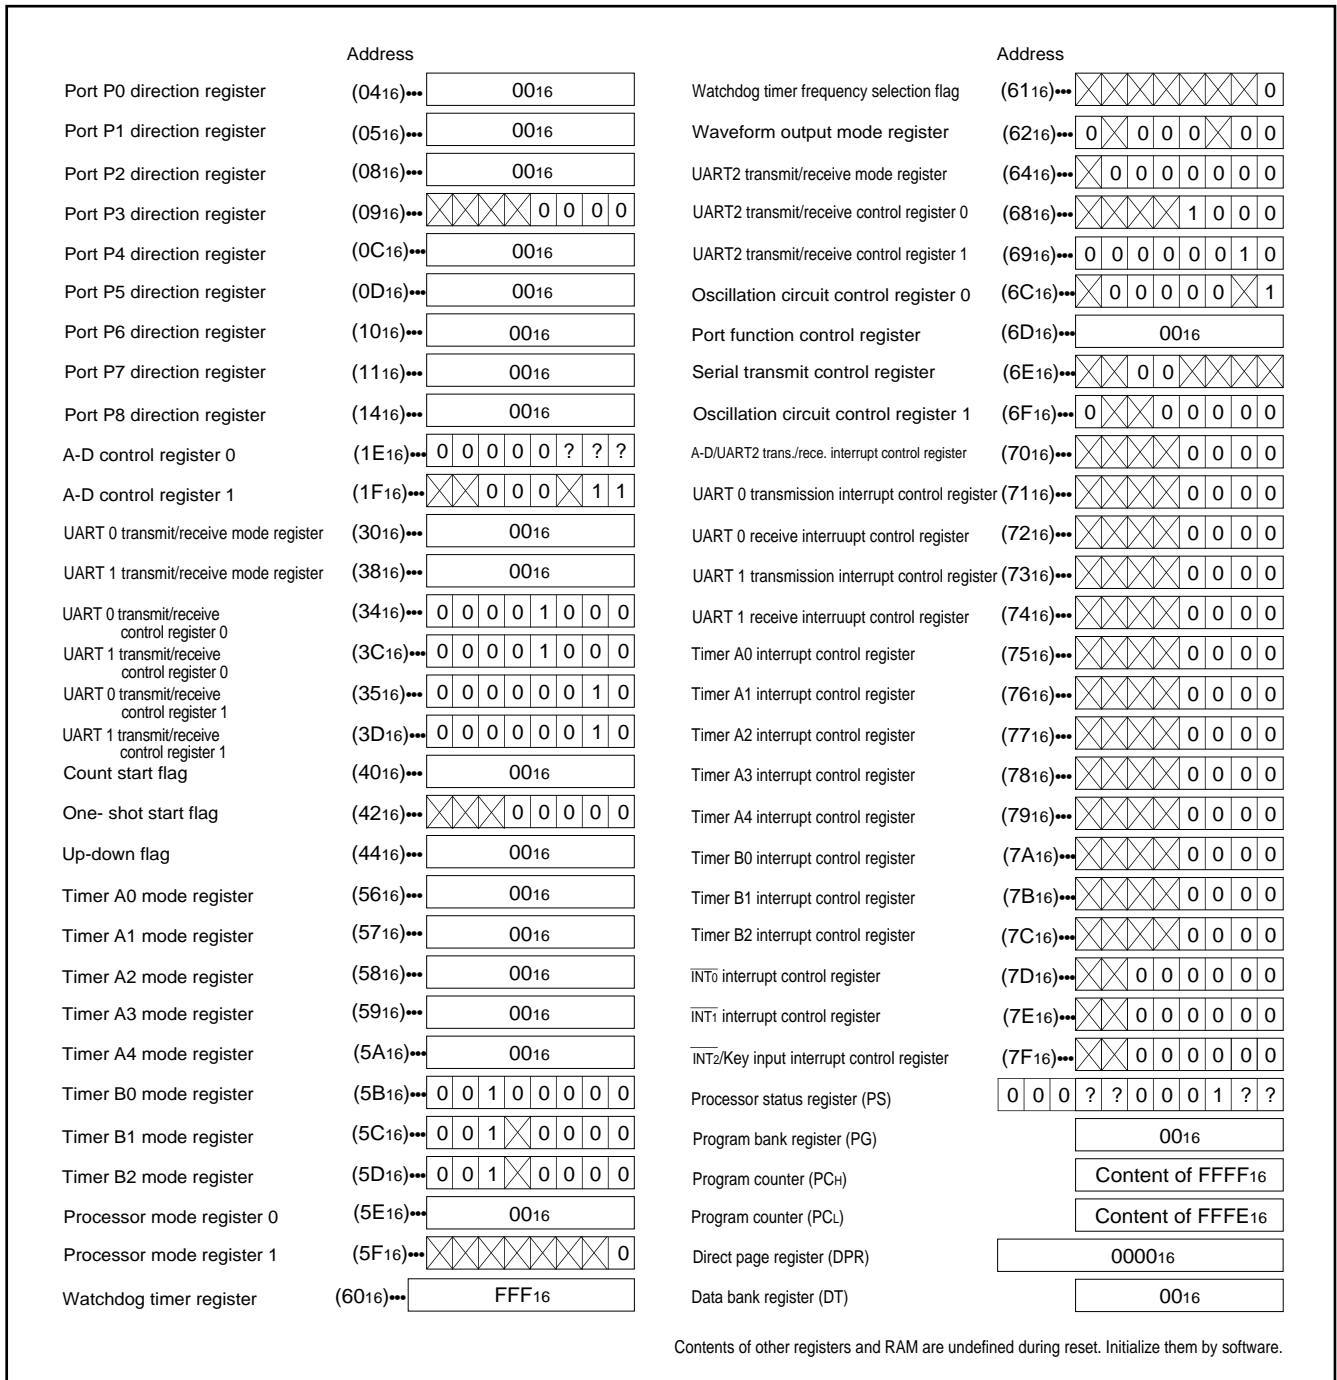 Address
Port P0 direction register (0416)••• 0016
Port P1 direction register (0516)••• 0016
Port P2 direction register (0816)••• 0016
Port P3 direction register (0916)••• 0 0 0 0
Port P4 direction register (0C16)••• 0016
Port P5 direction register (0D16)••• 0016
Port P6 direction register (1016)••• 0016
Port P7 direction register (1116)••• 0016
Port P8 direction register (1416)••• 0016
A-D control register 0 (1E16)••• 0 0 0 0 0 ? ? ?
A-D control register 1 (1F16)••• 0 0 0 1 1
UART 0 transmit/receive mode register (3016)••• 0016
UART 1 transmit/receive mode register (3816)••• 0016
UART 0 transmit/receive (3416)••• 0 0 0 0 1 0 0 0
control register 0
UART 1 transmit/receive (3C16)••• 0 0 0 0 1 0 0 0
control register 0
UART 0 transmit/receive (3516)••• 0 0 0 0 0 0 1 0
control register 1
UART 1 transmit/receive (3D16)••• 0 0 0 0 0 0 1 0
control register 1
Count start flag (4016)••• 0016
One- shot start flag (4216)••• 0 0 0 0 0
Up-down flag (4416)••• 0016
Timer A0 mode register (5616)••• 0016
Timer A1 mode register (5716)••• 0016
Timer A2 mode register (5816)••• 0016
Timer A3 mode register (5916)••• 0016
Timer A4 mode register (5A16)••• 0016
Timer B0 mode register (5B16)••• 0 0 1 0 0 0 0 0
Timer B1 mode register (5C16)••• 0 0 1 0 0 0 0
Timer B2 mode register (5D16)••• 0 0 1 0 0 0 0
Processor mode register 0 (5E16)••• 0016
Processor mode register 1 (5F16)••• 0
Watchdog timer register (6016)••• FFF16
Address
Watchdog timer frequency selection flag (6116)••• 0
Waveform output mode register (6216)••• 0 0 0 0 0 0
UART2 transmit/receive mode register (6416)••• 0 0 0 0 0 0 0
UART2 transmit/receive control register 0 (6816)••• 1 0 0 0
UART2 transmit/receive control register 1 (6916)••• 0 0 0 0 0 0 1 0
Oscillation circuit control register 0 (6C16)••• 0 0 0 0 0 1
Port function control register (6D16)••• 0016
Serial transmit control register (6E16)••• 0 0
Oscillation circuit control register 1 (6F16)••• 0 0 0 0 0 0
A-D/UART2 trans./rece. interrupt control register (7016)••• 0 0 0 0
UART 0 transmission interrupt control register (7116)••• 0 0 0 0
UART 0 receive interruupt control register (7216)••• 0 0 0 0
UART 1 transmission interrupt control register (7316)••• 0 0 0 0
UART 1 receive interruupt control register (7416)••• 0 0 0 0
Timer A0 interrupt control register (7516)••• 0 0 0 0
Timer A1 interrupt control register (7616)••• 0 0 0 0
Timer A2 interrupt control register (7716)••• 0 0 0 0
Timer A3 interrupt control register (7816)••• 0 0 0 0
Timer A4 interrupt control register (7916)••• 0 0 0 0
Timer B0 interrupt control register (7A16)••• 0 0 0 0
Timer B1 interrupt control register (7B16)••• 0 0 0 0
Timer B2 interrupt control register (7C16)••• 0 0 0 0
INT0 interrupt control register (7D16)••• 0 0 0 0 0 0
INT1 interrupt control register (7E16)••• 0 0 0 0 0 0
INT2/Key input interrupt control register (7F16)••• 0 0 0 0 0 0
Processor status register (PS) 0 0 0 ? ? 0 0 0 1 ? ?
Program bank register (PG) 0016
Program counter (PCH) Content of FFFF16
Program counter (PCL) Content of FFFE16
Direct page register (DPR) 000016
Data bank register (DT) 0016
Contents of other registers and RAM are undefined during reset. Initialize them by software.